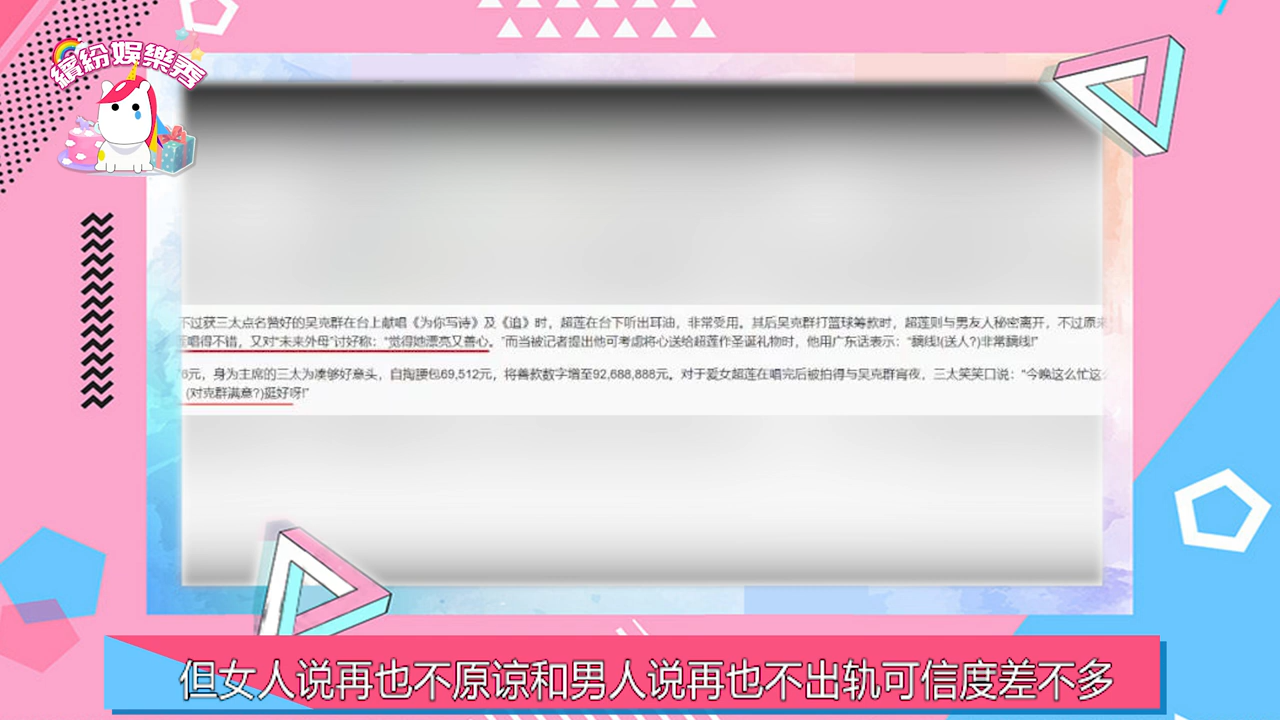 繽紛娛樂秀
不过获三太点名赞好的吴克群在台上献唱《为你写诗》及《追》时，超莲在台下听出耳油，非常受用。其后吴克群打篮球筹款时，超莲则与男友人秘密离开，不过原来
莲唱得不错，又对“未来外母”讨好称：“觉得她漂亮又善心。”而当被记者提出他可考虑将心送给超莲作圣诞礼物时，他用广东话表示：“黐线!(送人?)非常黐线!”
6元，身为主席的三太为凑够好意头，自掏腰包69,512元，将善款数字增至92,688,888元。对于爱女超莲在唱完后被拍得与吴克群宵夜，三太笑笑口说：“今晚这么忙这么
(对克群满意?)挺好呀!”
但女人说再也不原谅和男人说再也不出轨可信度差不多